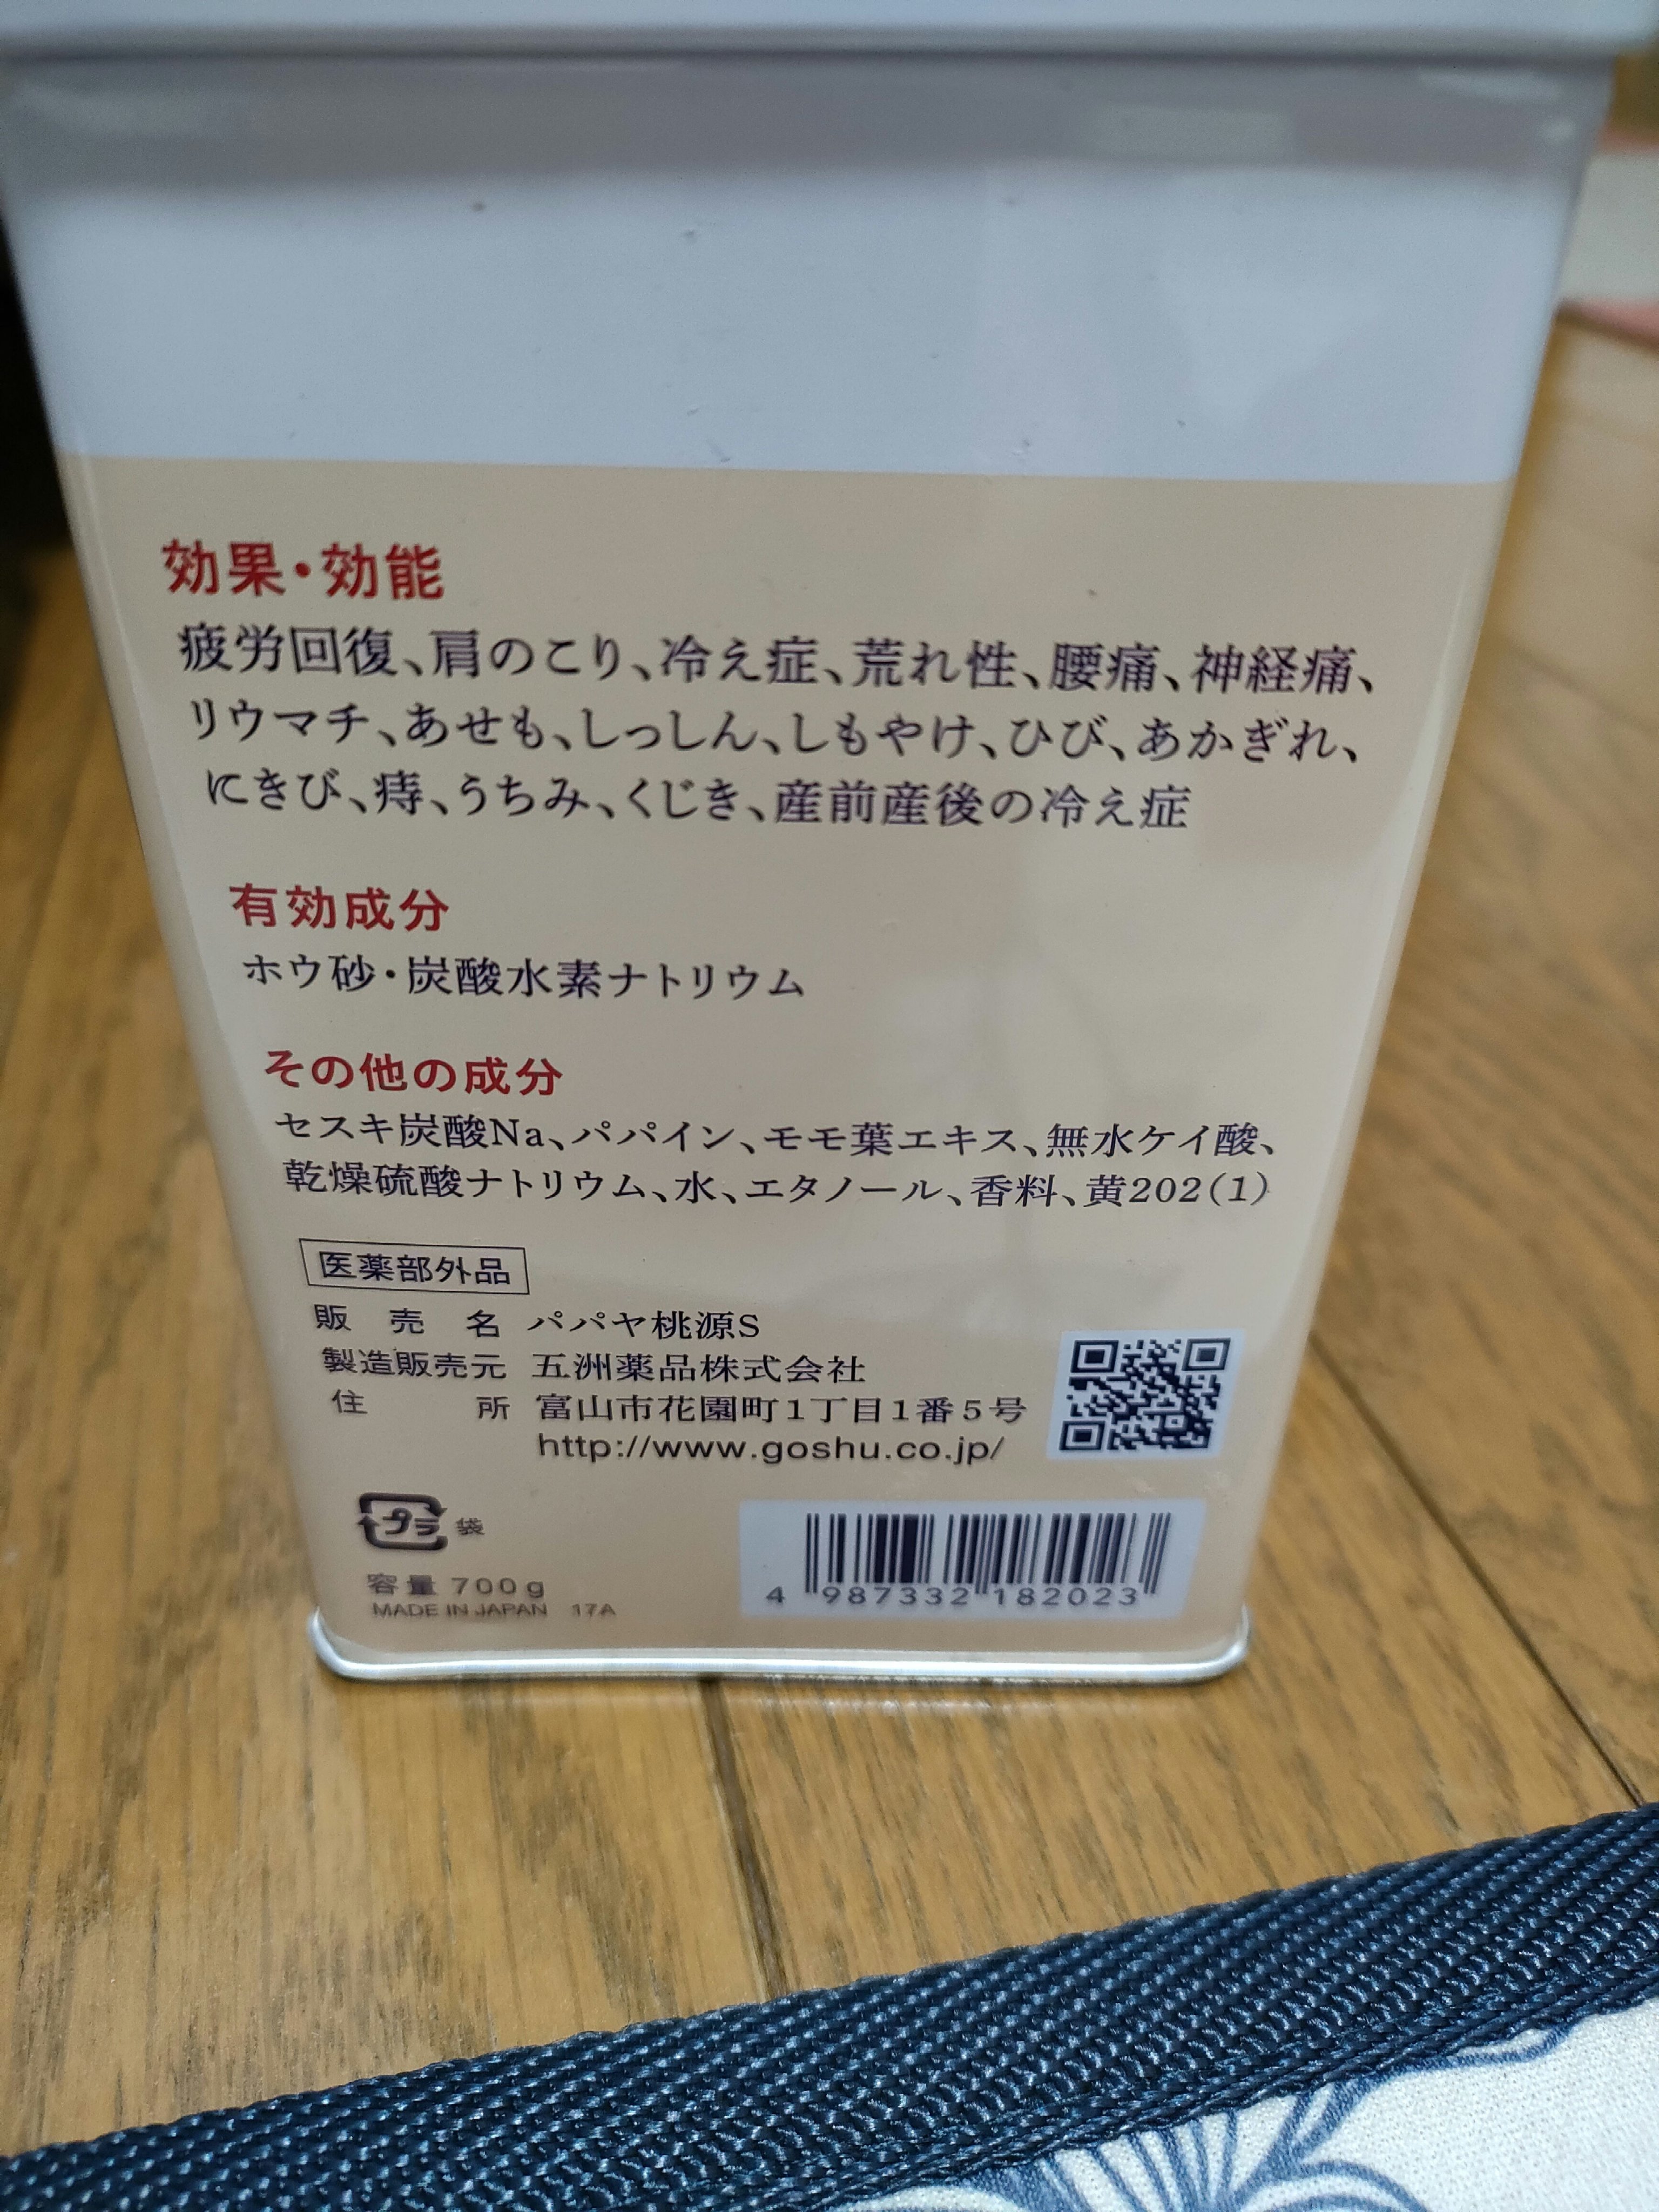 効果・効能
疲労回復、肩のこり、冷え症、荒れ性、腰痛、神経痛、
リウマチ、あせも、しっしん、しもやけ、ひび、あかぎれ、
にきび、痔、うちみ、くじき、産前産後の冷え症
有効成分
ホウ砂・炭酸水素ナトリウム
その他の成分
セスキ炭酸Na、パパイン、モモ葉エキス、無水ケイ酸、
乾燥硫酸ナトリウム、水、エタノール、香料、黄202(1)
医薬部外品
販売名 パパヤ桃源S
製造販売元 五洲薬品株式会社
住所 富山市花園町1丁目1番5号
http://www.goshu.co.jp/
プラ 袋
容量 700g
MADE IN JAPAN 17A
4 987332 182023